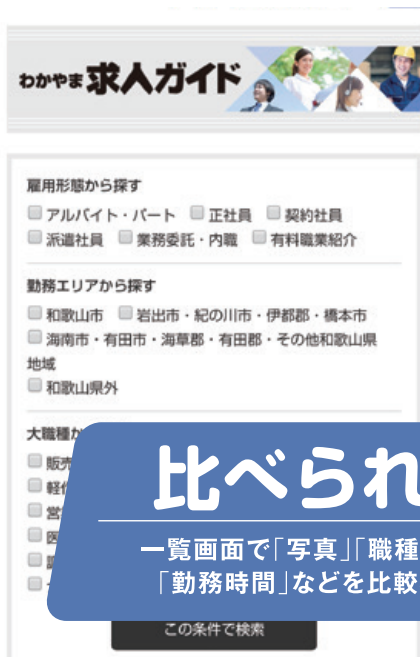 わかやま求人ガイド
雇用形態から探す
アルバイト・パート 正社員 契約社員
派遣社員 業務委託・内職 有料職業紹介
勤務エリアから探す
和歌山市 岩出市・紀の川市・伊都郡・橋本市
海南市・有田市・海草郡・有田郡・その他和歌山県
地域
和歌山県外
大職種か
販売
軽作
営
医
比べられ
一覧画面で「写真」「職種
「勤務時間」などを比較
この条件で検索